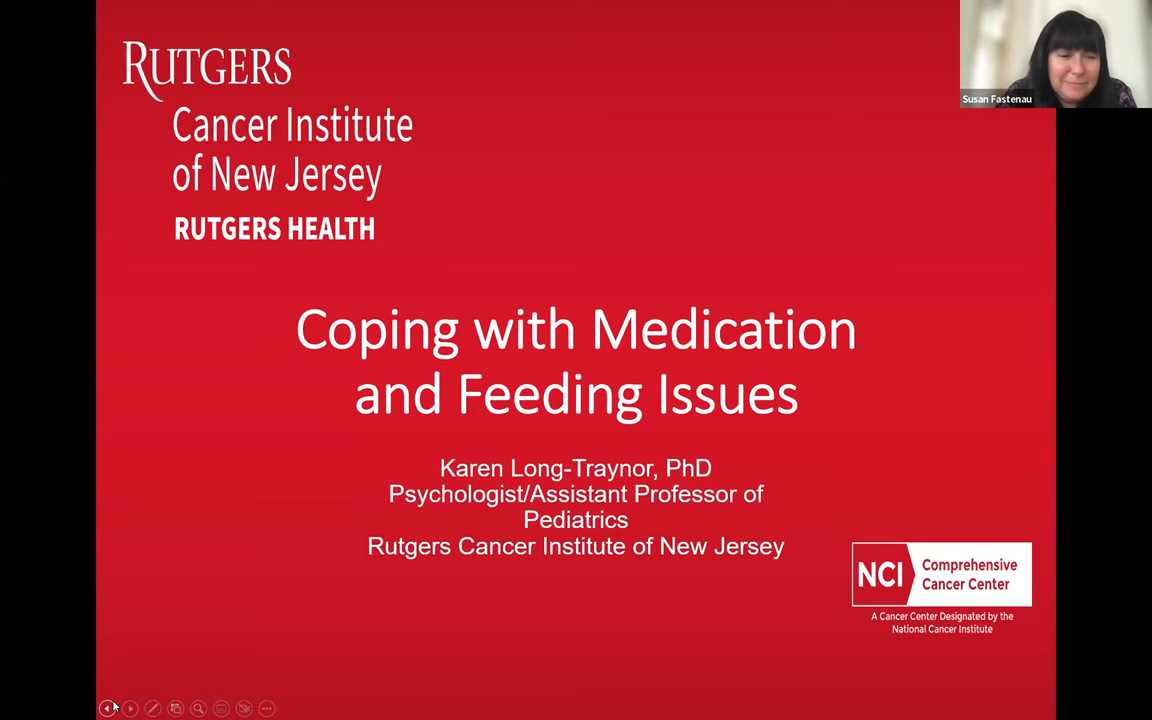 RUTGERS
Cancer Institute
of New Jersey
RUTGERS HEALTH
Susan Fastenau
Coping with Medication
and Feeding Issues
Karen Long-Traynor, PhD
Psychologist/Assistant Professor of
Pediatrics
Rutgers Cancer Institute of New Jersey
NCI
Comprehensive
Cancer Center
A Cancer Center Designated by the
National Cancer Institute